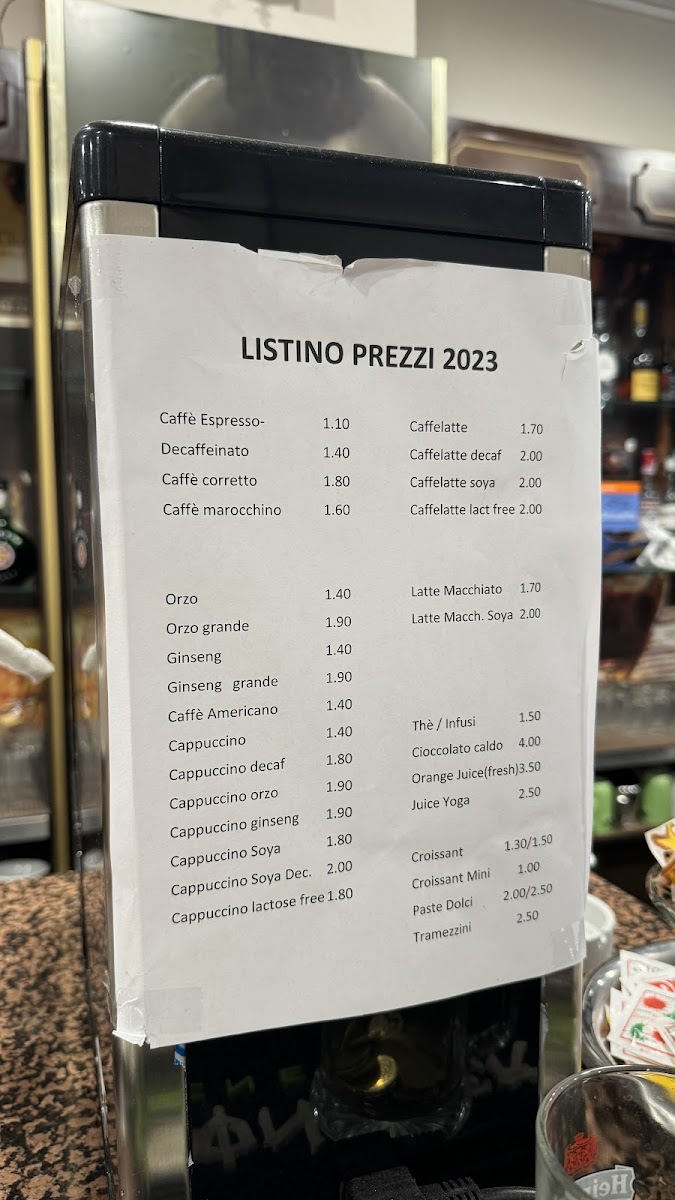 LISTINO PREZZI 2023
Caffè Espresso- 1.10
Decaffeinato 1.40
Caffè corretto 1.80
Caffè marocchino 1.60
Orzo 1.40
Orzo grande 1.90
Ginseng 1.40
Ginseng grande 1.90
Caffè Americano 1.40
Cappuccino 1.40
Cappuccino decaf 1.80
Cappuccino orzo 1.90
Cappuccino ginseng 1.90
Cappuccino Soya 1.80
Cappuccino Soya Dec. 2.00
Cappuccino lactose free 1.80
Caffelatte 1.70
Caffelatte decaf 2.00
Caffelatte soya 2.00
Caffelatte lact free 2.00
Latte Macchiato 1.70
Latte Macch. Soya 2.00
Thè / Infusi 1.50
Cioccolato caldo 4.00
Orange Juice(fresh) 3.50
Juice Yoga 2.50
Croissant 1.30/1.50
Croissant Mini 1.00
Paste Dolci 2.00/2.50
Tramezzini 2.50